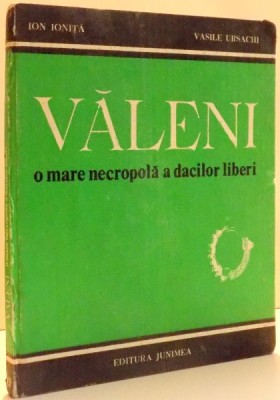 ION IONIȚĂ VASILE URSACHI
VĂLENI
o mare necropolă a dacilor liberi
EDITURA JUNIMEA